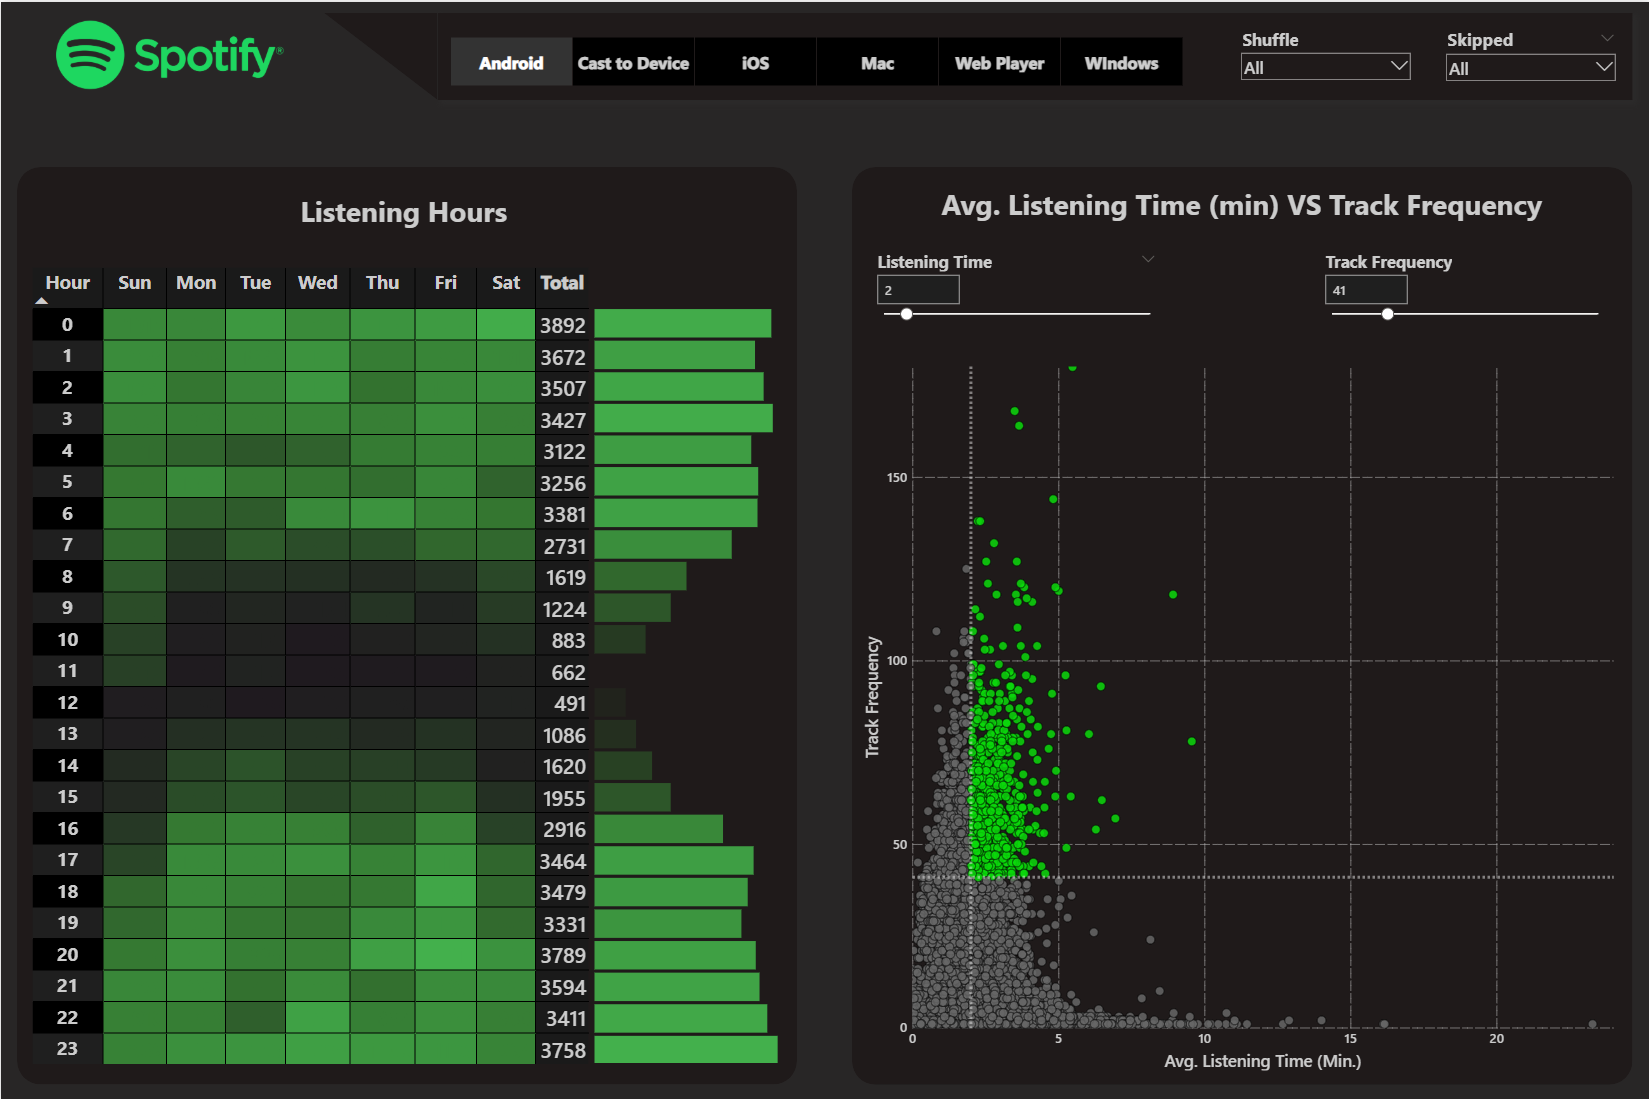 Spotify®
Android Cast to Device iOS Mac Web Player WIndows
Shuffle
All
Skipped
All
Listening Hours
Hour Sun Mon Tue Wed Thu Fri Sat Total
0 3892
1 3672
2 3507
3 3427
4 3122
5 3256
6 3381
7 2731
8 1619
9 1224
10 883
11 662
12 491
13 1086
14 1620
15 1955
16 2916
17 3464
18 3479
19 3331
20 3789
21 3594
22 3411
23 3758
Avg. Listening Time (min) VS Track Frequency
Listening Time
2
Track Frequency
41
Track Frequency
150
100
50
0
0 5 10 15 20
Avg. Listening Time (Min.)